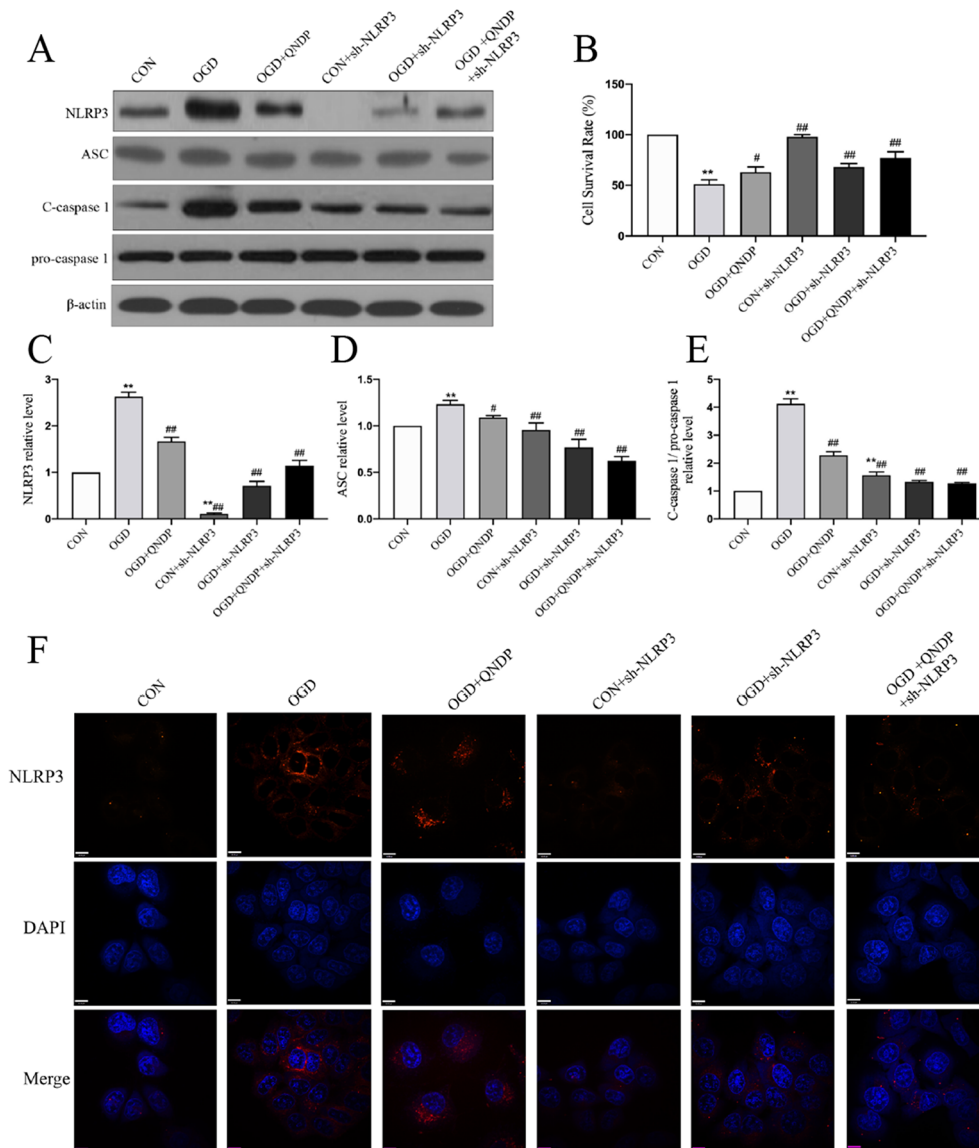 A
CON
OGD
OGD+QNDP
CON+sh-NLRP3
OGD+sh-NLRP3
OGD +QNDP
+sh-NLRP3
NLRP3
ASC
C-caspase 1
pro-caspase 1
β-actin
B
Cell Survival Rate (%)
150
100
50
0
**
#
##
##
##
CON
OGD
OGD+QNDP
CON+sh-NLRP3
OGD+sh-NLRP3
OGD+QNDP+sh-NLRP3
C
NLRP3 relative level
3
2
1
0
**
##
**##
##
##
CON
OGD
OGD+QNDP
CON+sh-NLRP3
OGD+sh-NLRP3
OGD+QNDP+sh-NLRP3
D
ASC relative level
1.5
1.0
0.5
0.0
**
#
##
##
##
CON
OGD
OGD+QNDP
CON+sh-NLRP3
OGD+sh-NLRP3
OGD+QNDP+sh-NLRP3
E
C-caspase 1/ pro-caspase 1
relative level
5
4
3
2
1
0
**
##
**##
##
##
CON
OGD
OGD+QNDP
CON+sh-NLRP3
OGD+sh-NLRP3
OGD+QNDP+sh-NLRP3
F
CON
OGD
OGD+QNDP
CON+sh-NLRP3
OGD+sh-NLRP3
OGD +QNDP
+sh-NLRP3
NLRP3
DAPI
Merge